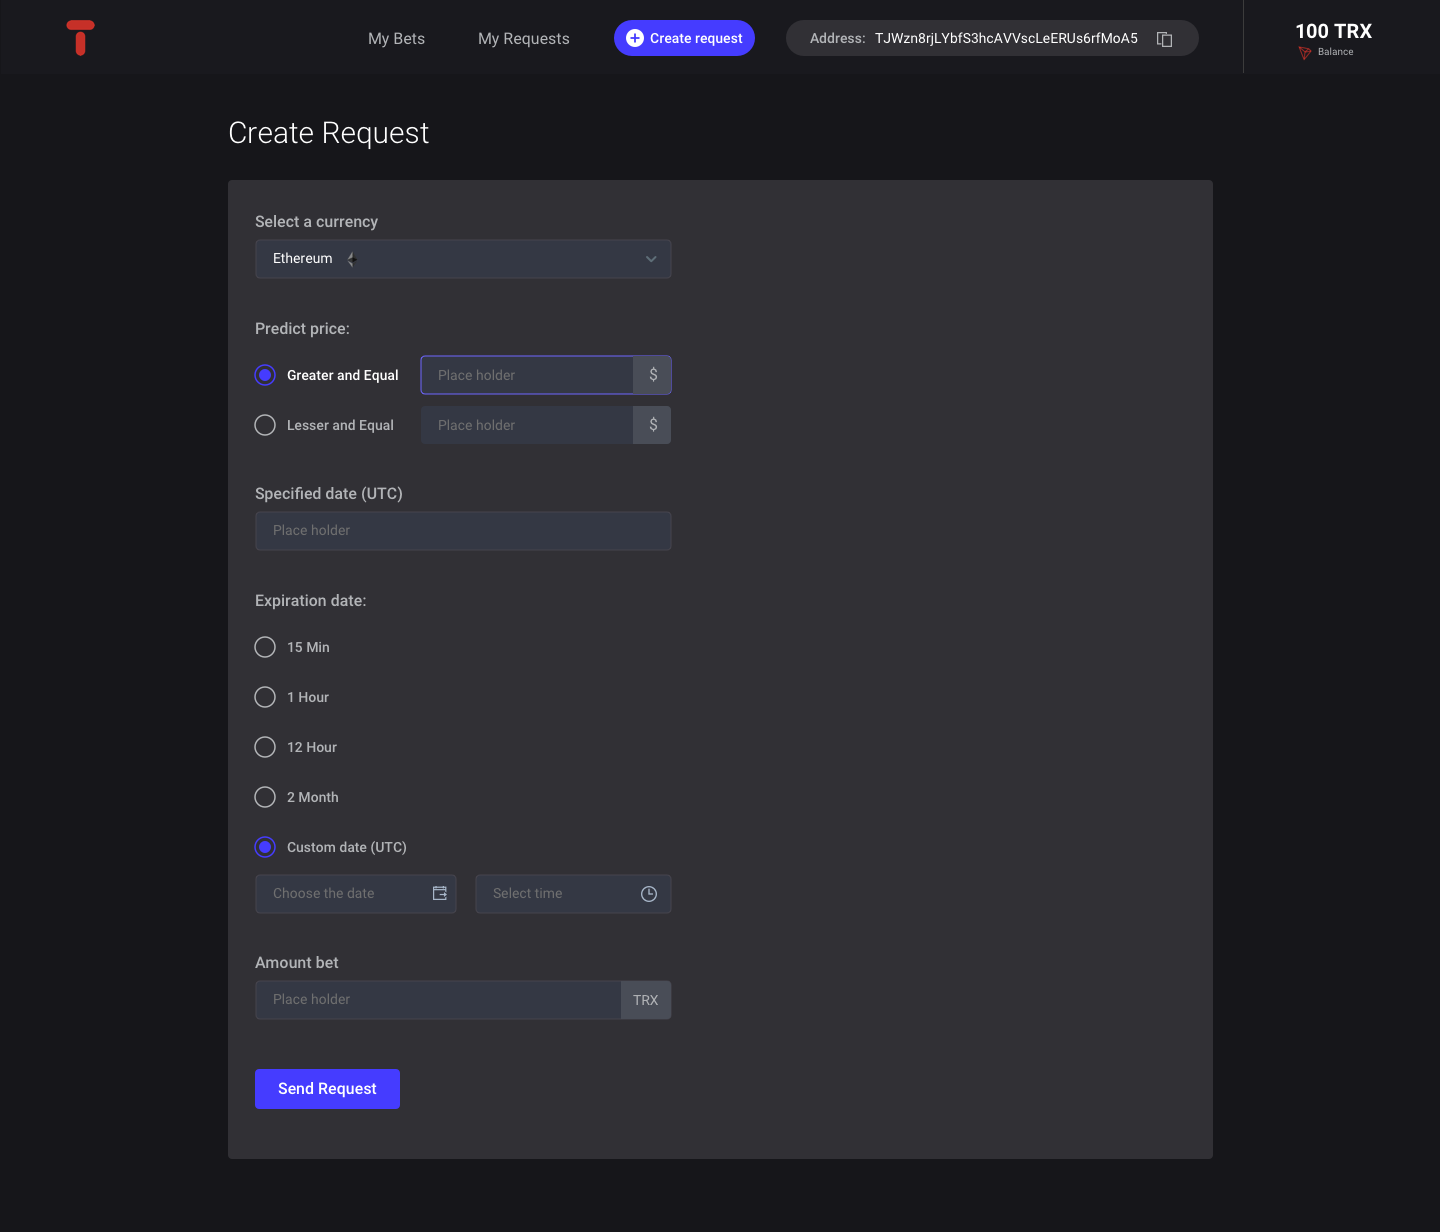 My Bets
My Requests
Create request
Address: TJWzn8rjLYbfS3hcAVVscLeERUs6rfMoA5
100 TRX
Balance
Create Request
Select a currency
Ethereum
Predict price:
Greater and Equal
Place holder
$
Lesser and Equal
Place holder
$
Specified date (UTC)
Place holder
Expiration date:
15 Min
1 Hour
12 Hour
2 Month
Custom date (UTC)
Choose the date
Select time
Amount bet
Place holder
TRX
Send Request